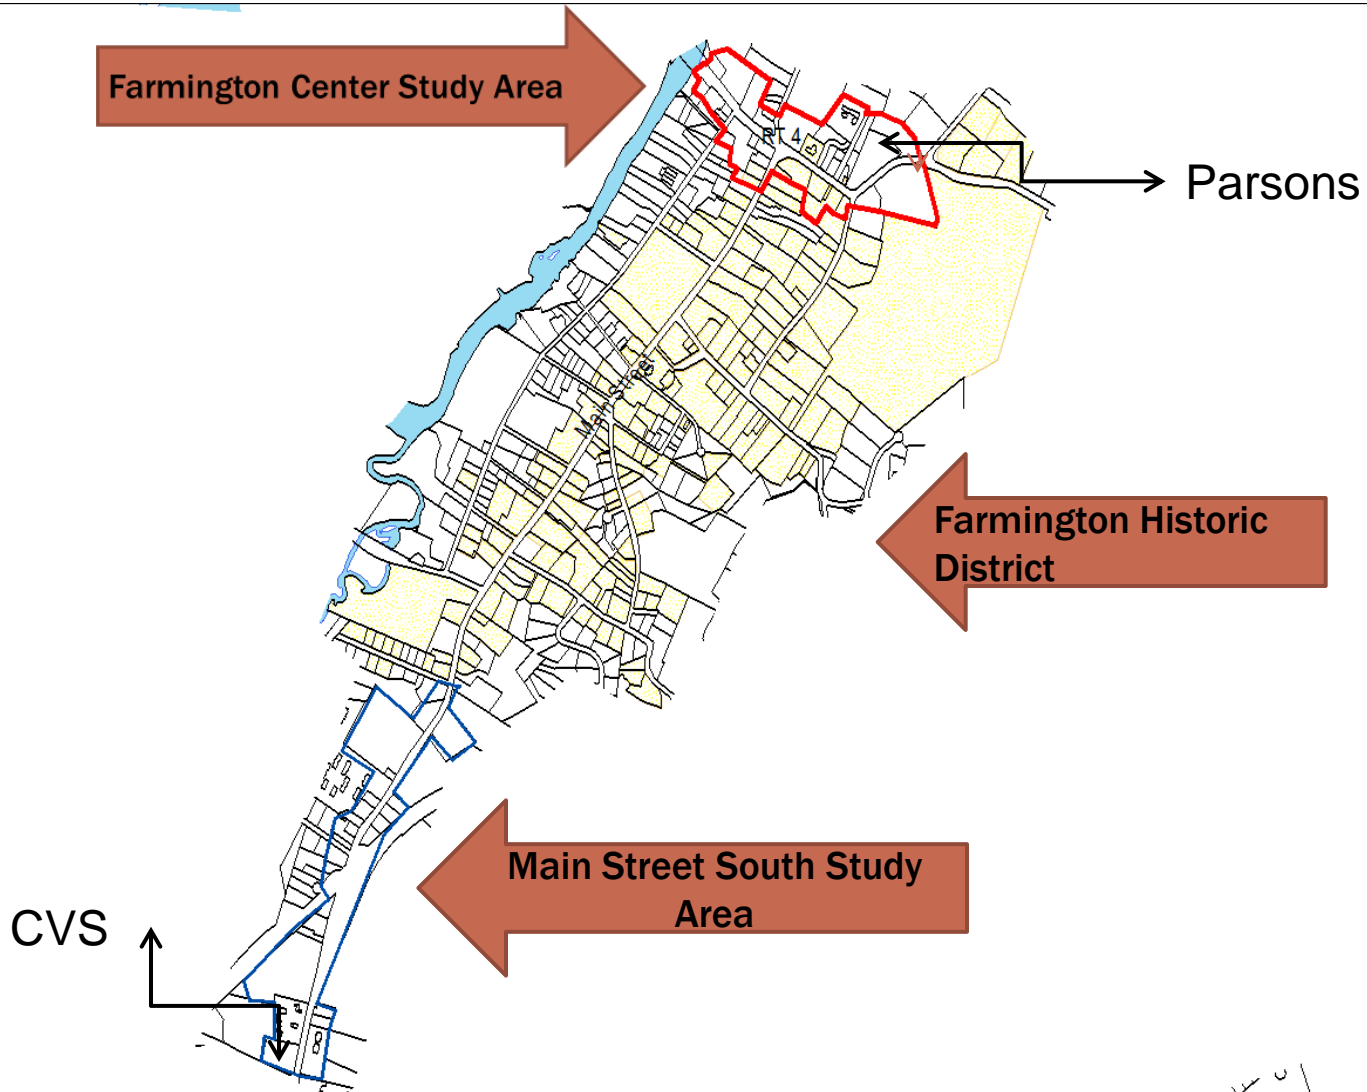 Farmington Center Study Area
RT 4
Parsons
Main Street
Farmington Historic
District
Main Street South Study
Area
CVS